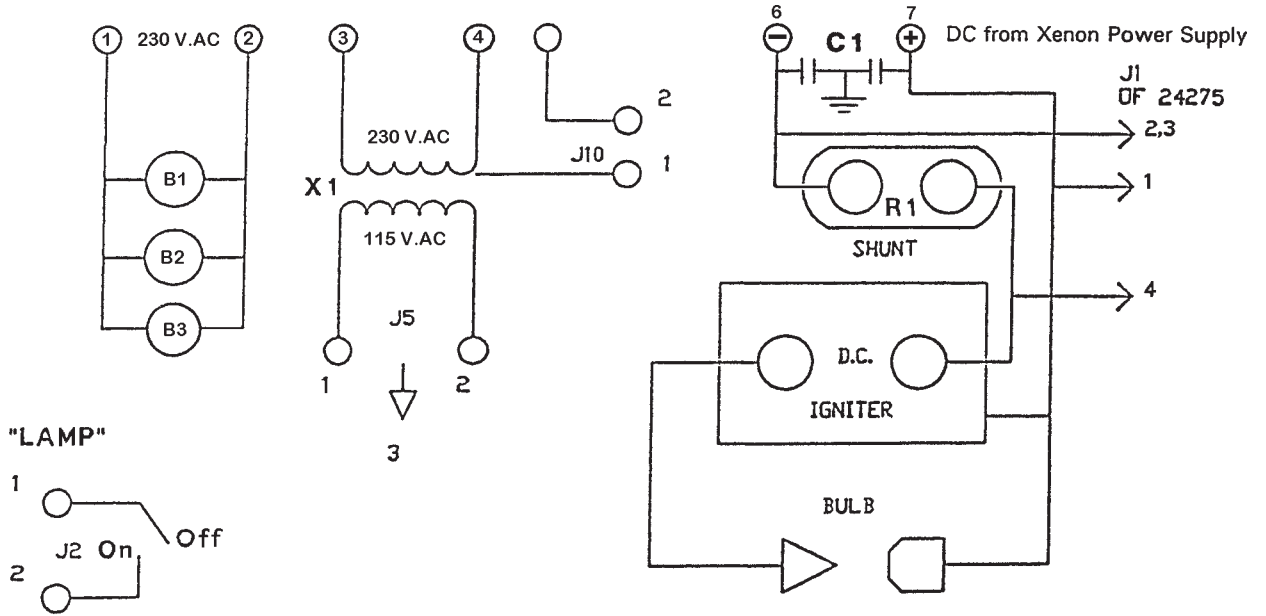 1 230 V.AC 2
3
4
6
7
C1
DC from Xenon Power Supply
J1
OF 24275
2,3
1
4
2
J10
1
230 V.AC
X1
115 V.AC
B1
B2
B3
R1
SHUNT
J5
1
2
3
D.C.
IGNITER
BULB
"LAMP"
1
Off
J2 On
2